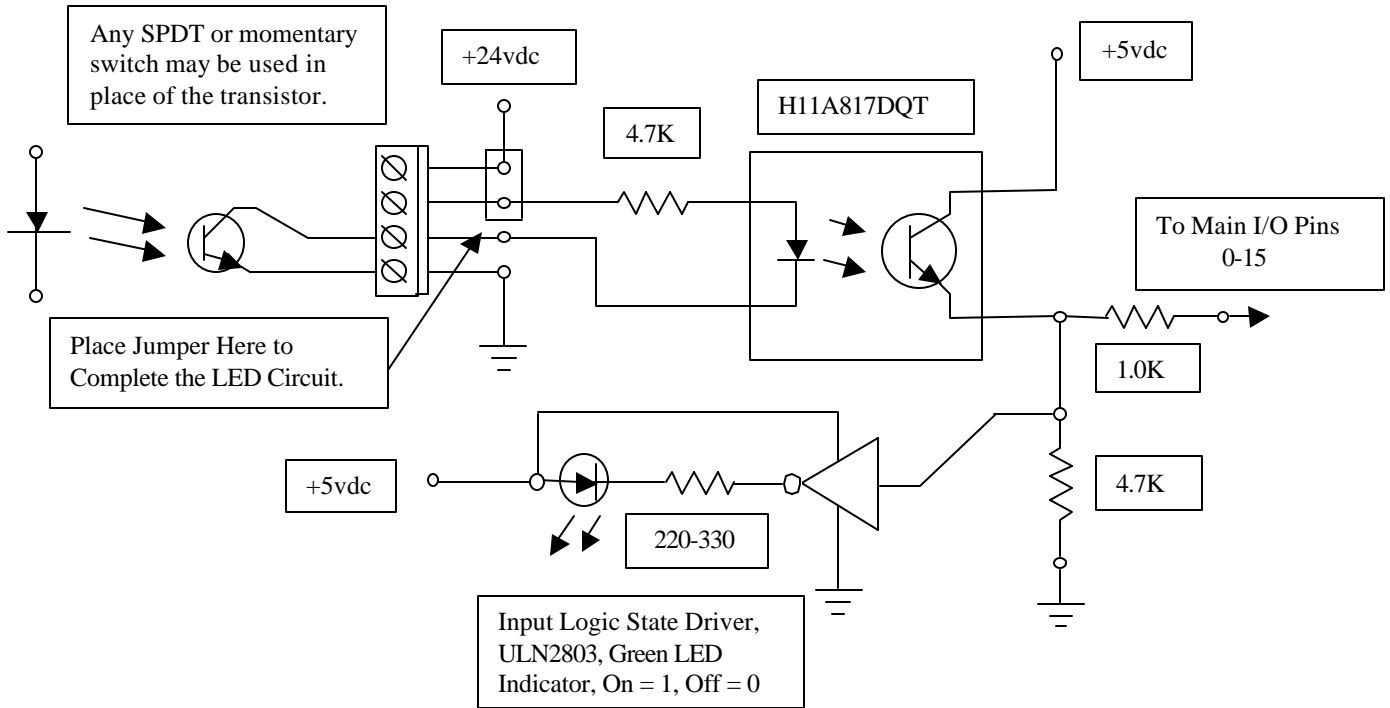 Any SPDT or momentary
switch may be used in
place of the transistor.
+24vdc
+5vdc
H11A817DQT
4.7K
To Main I/O Pins
0-15
Place Jumper Here to
Complete the LED Circuit.
1.0K
+5vdc
4.7K
220-330
Input Logic State Driver,
ULN2803, Green LED
Indicator, On = 1, Off = 0